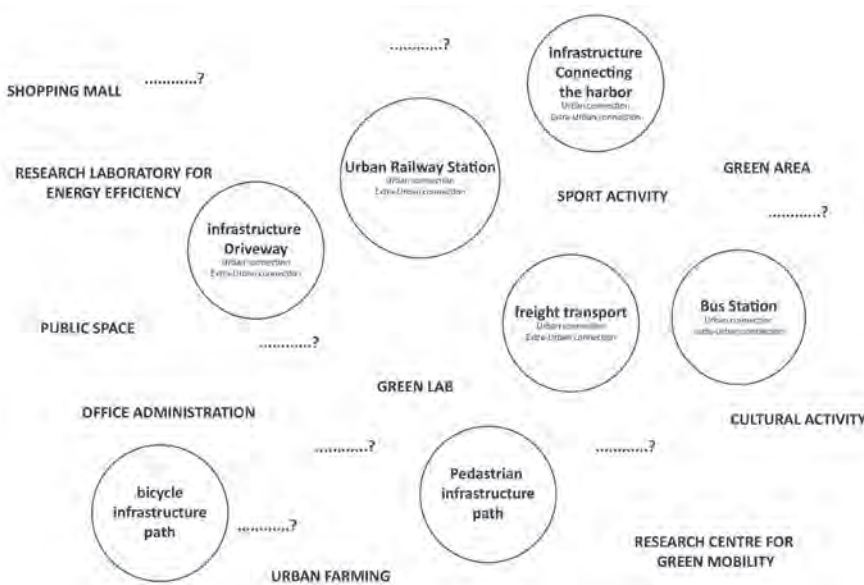 ............?
infrastructure
Connecting
the harbor
Urban connection
Extra-Urban connection
............?
SHOPPING MALL
Urban Railway Station
Urban connection
Extra-Urban connection
RESEARCH LABORATORY FOR
ENERGY EFFICIENCY
GREEN AREA
SPORT ACTIVITY
............?
infrastructure
Driveway
Urban connection
Extra-Urban connection
freight transport
Urban connection
Extra-Urban connection
Bus Station
Urban connection
extra-urban connection
PUBLIC SPACE
............?
GREEN LAB
OFFICE ADMINISTRATION
CULTURAL ACTIVITY
............?
............?
bicycle
infrastructure
path
Pedastrian
infrastructure
path
............?
RESEARCH CENTRE FOR
GREEN MOBILITY
URBAN FARMING